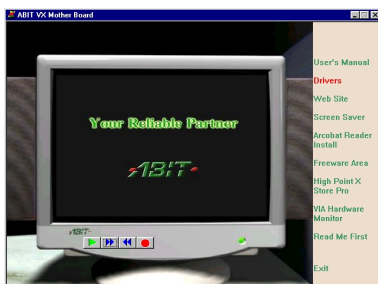 ABIT VX Mother Board
User's Manual
Drivers
Web Site
Screen Saver
Arcobat Reader
Install
Freeware Area
High Point X
Store Pro
VIA Hardware
Monitor
Read Me First
Exit
Your Reliable Partner
ABIT
ABIT